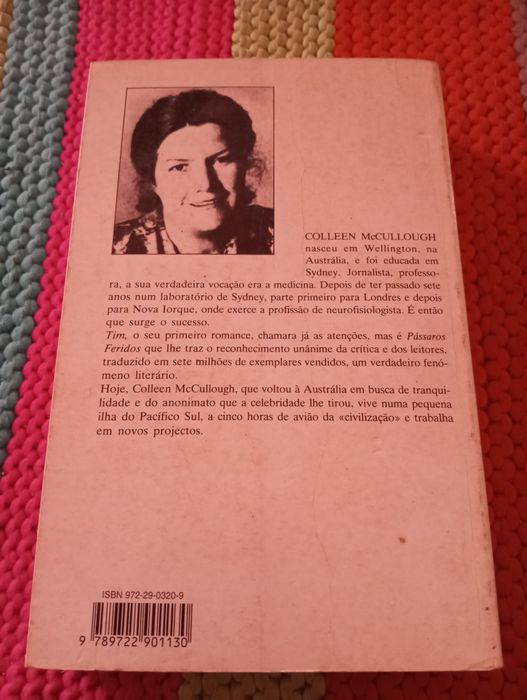 COLLEEN McCULLOUGH
nasceu em Wellington, na
Austrália, e foi educada em
Sydney. Jornalista, professo-
ra, a sua verdadeira vocação era a medicina. Depois de ter passado sete
anos num laboratório de Sydney, parte primeiro para Londres e depois
para Nova Iorque, onde exerce a profissão de neurofisiologista. É então
que surge o sucesso.
Tim, o seu primeiro romance, chamara já as atenções, mas é Pássaros
Feridos que lhe traz o reconhecimento unânime da crítica e dos leitores,
traduzido em sete milhões de exemplares vendidos, um verdadeiro fenó-
meno literário.
Hoje, Colleen McCullough, que voltou à Austrália em busca de tranqui-
lidade e do anonimato que a celebridade lhe tirou, vive numa pequena
ilha do Pacífico Sul, a cinco horas de avião da «civilização» e trabalha
em novos projectos.
ISBN 972-29-0320-9
9 789722 901130